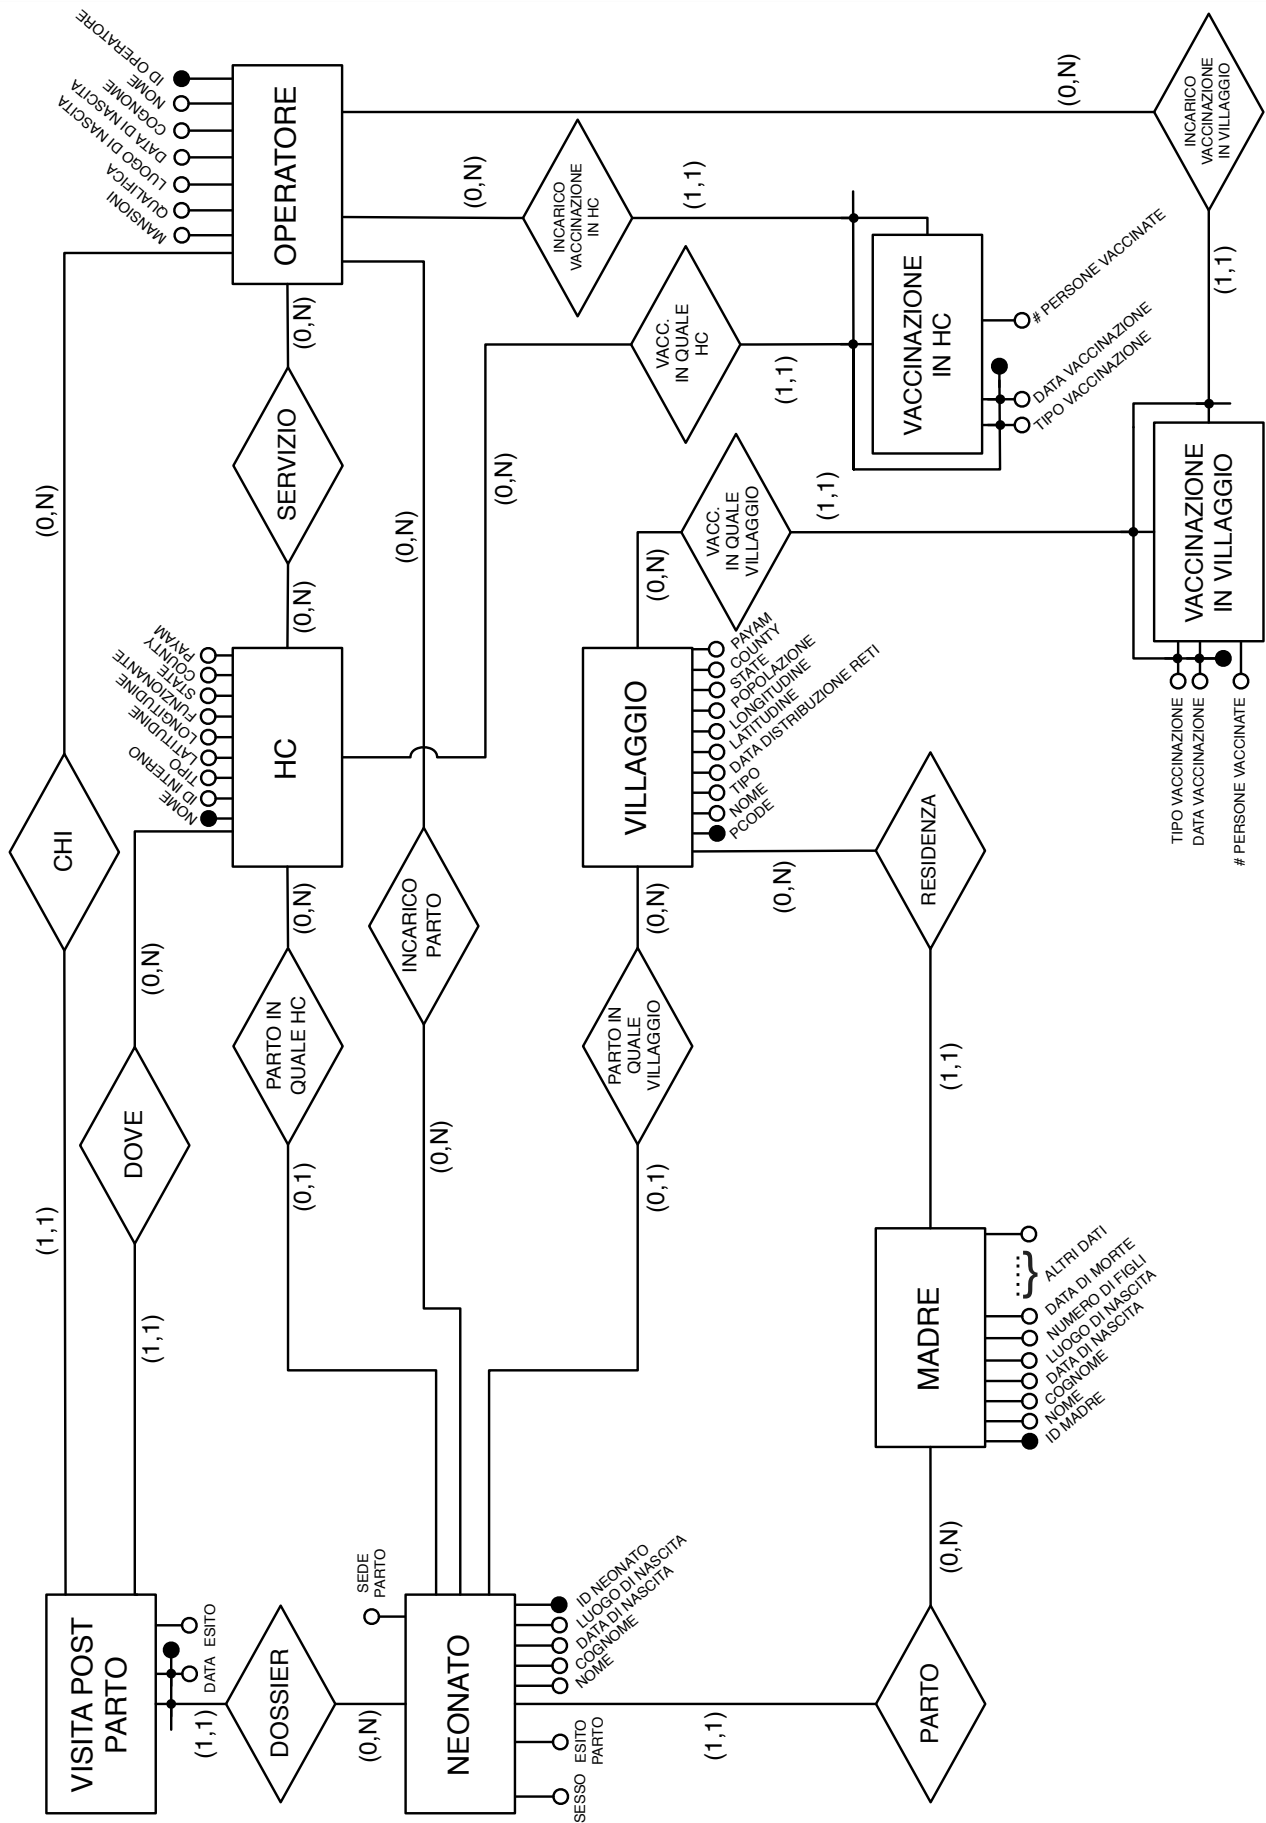 VISITA POST
PARTO
DATA
ESITO
(1,1)
CHI
(0,N)
(1,1)
DOVE
(0,N)
(1,1)
DOSSIER
(0,N)
NEONATO
SEDE
PARTO
ID NEONATO
LUOGO DI NASCITA
DATA DI NASCITA
COGNOME
NOME
ESITO
PARTO
SESSO
(0,1)
PARTO IN
QUALE HC
(0,N)
(0,N)
INCARICO
PARTO
(0,N)
(0,1)
PARTO IN
QUALE
VILLAGGIO
(0,N)
(1,1)
PARTO
(0,N)
MADRE
ALTRI DATI
DATA DI MORTE
NUMERO DI FIGLI
LUOGO DI NASCITA
DATA DI NASCITA
COGNOME
NOME
ID MADRE
(1,1)
RESIDENZA
(0,N)
HC
NOME
ID INTERNO
TIPO
LATITUDINE
LONGITUDINE
FUNZIONANTE
STATE
COUNTY
PAYAM
(0,N)
SERVIZIO
(0,N)
OPERATORE
MANSIONI
QUALIFICA
LUOGO DI NASCITA
DATA DI NASCITA
COGNOME
NOME
ID OPERATORE
VILLAGGIO
PAYAM
COUNTY
STATE
POPOLAZIONE
LONGITUDINE
LATITUDINE
DATA DISTRIBUZIONE RETI
TIPO
NOME
PCODE
(0,N)
VACC.
IN QUALE
VILLAGGIO
(1,1)
(0,N)
VACC.
IN QUALE
HC
(1,1)
(0,N)
INCARICO
VACCINAZIONE
IN HC
(1,1)
VACCINAZIONE
IN HC
# PERSONE VACCINATE
DATA VACCINAZIONE
TIPO VACCINAZIONE
(0,N)
INCARICO
VACCINAZIONE
IN VILLAGGIO
(1,1)
VACCINAZIONE
IN VILLAGGIO
TIPO VACCINAZIONE
DATA VACCINAZIONE
# PERSONE VACCINATE